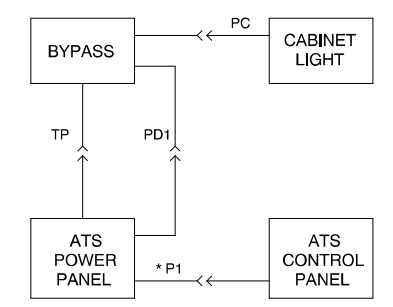 PC
BYPASS
CABINET
LIGHT
TP
PD1
ATS
POWER
PANEL
* P1
ATS
CONTROL
PANEL